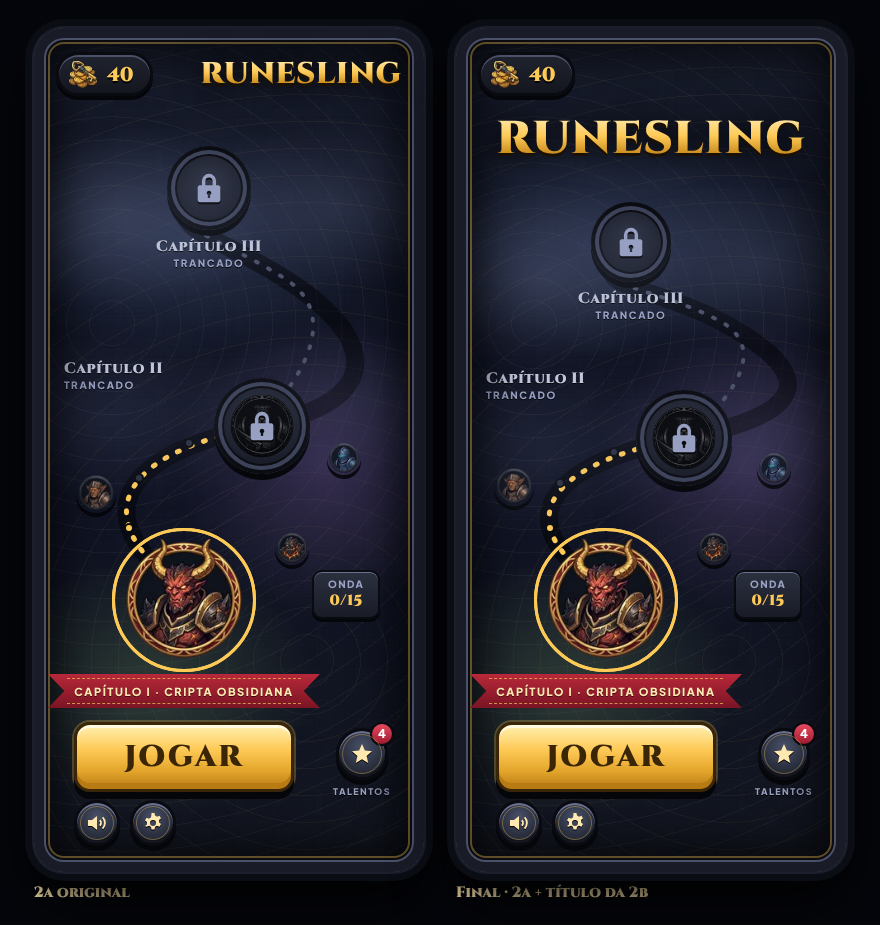 40
RUNESLING
Capítulo III
TRANCADO
Capítulo II
TRANCADO
ONDA
0/15
CAPÍTULO I · CRIPTA OBSIDIANA
JOGAR
4
TALENTOS
2A original
40
RUNESLING
Capítulo III
TRANCADO
Capítulo II
TRANCADO
ONDA
0/15
CAPÍTULO I · CRIPTA OBSIDIANA
JOGAR
4
TALENTOS
Final · 2A + título da 2B